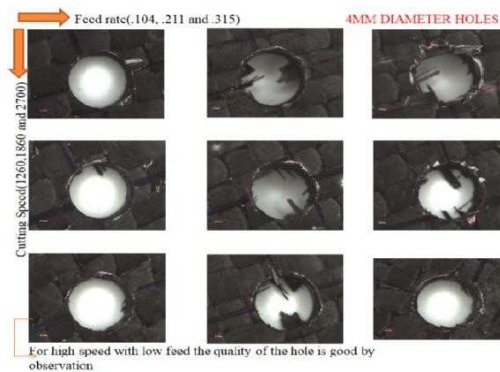 Feed rate(.104, .211 and .315)
4MM DIAMETER HOLES
Cutting Speed(1260,1860 and 2700)
For high speed with low feed the quality of the hole is good by
observation